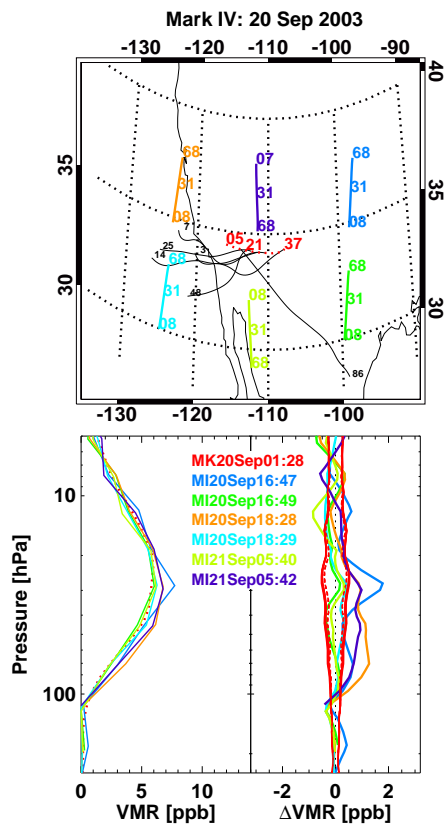 Mark IV: 20 Sep 2003
-130 -120 -110 -100 -90
40
35
30
35
30
68
31
08
07
31
68
68
31
08
7
05
21
37
25
14
3
68
31
08
48
08
31
68
68
31
08
86
-130 -120 -110 -100
MK20Sep01:28
MI20Sep16:47
MI20Sep16:49
MI20Sep18:28
MI20Sep18:29
MI21Sep05:40
MI21Sep05:42
10
100
Pressure [hPa]
0 5 10
-2 0 2
VMR [ppb]
ΔVMR [ppb]